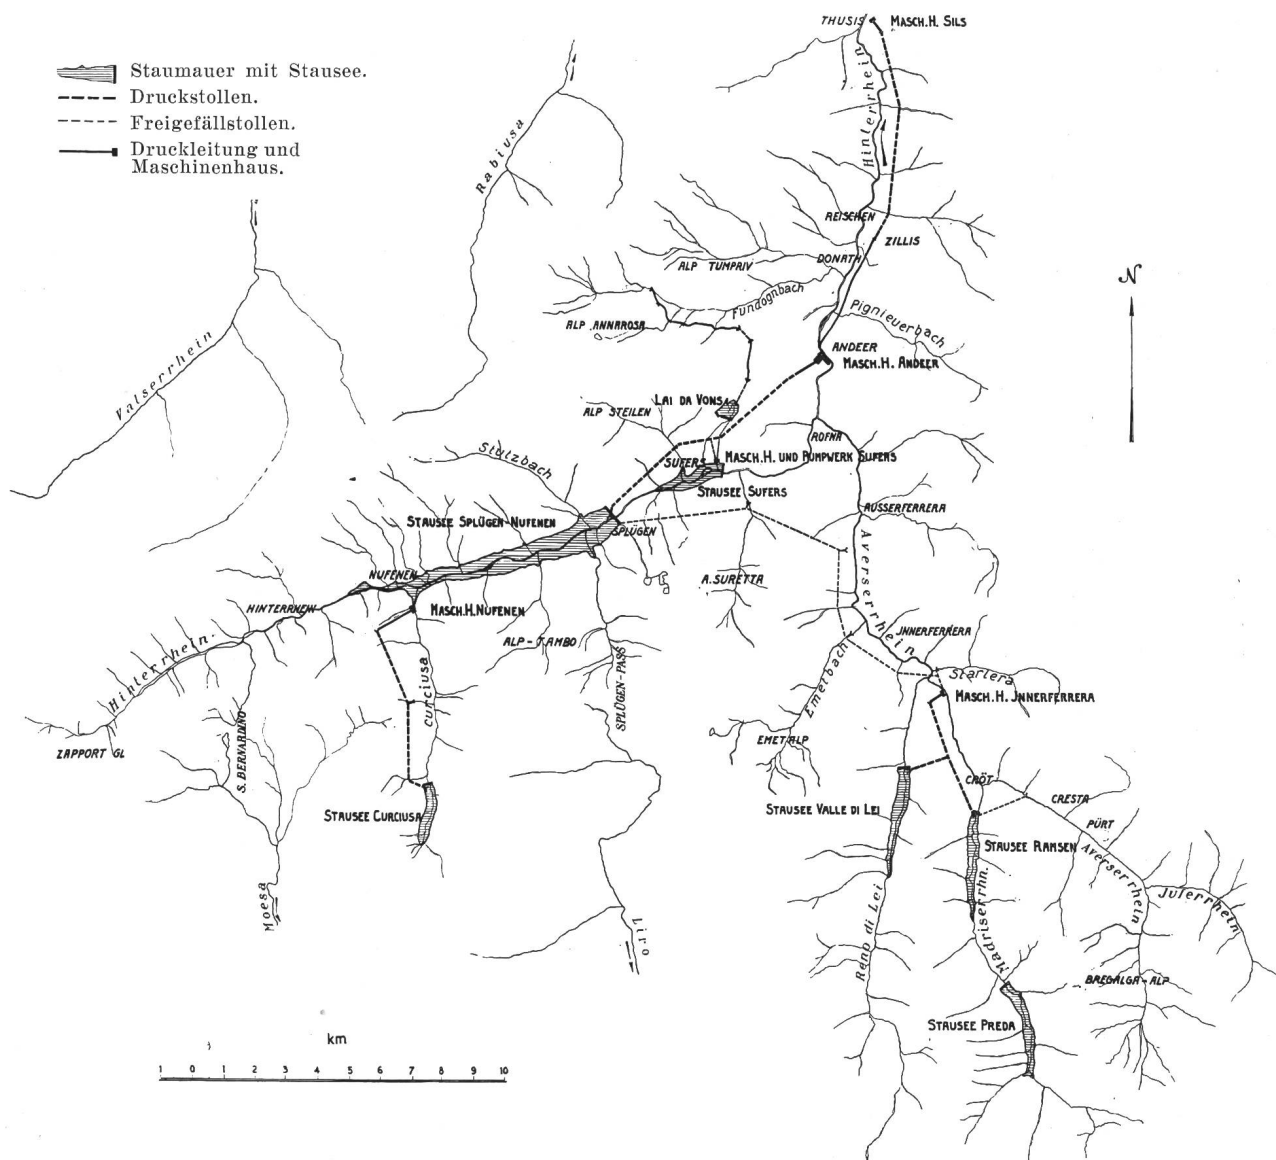 THUSIS
MASCH.H. SILS
Staumauer mit Stausee.
Druckstollen.
Freigefällstollen.
Druckleitung und
Maschinenhaus.
Hinterrhein
Rabiusa
REISCHEN
ZILLIS
DONATH
ALP TUMPRIV
N
Fundognbach
Pignieuerbach
ALP ANNAROSA
Valserrhein
ANDEER
MASCH.H. ANDEER
LAI DA VONS
ALP STEILEN
ROFNA
Stutzbach
SUFERS
MASCH.H. UND PUMPWERK SUFERS
STAUSEE SUFERS
AUSSERFERRERA
STAUSEE SPLÜGEN-NUFENEN
SPLÜGEN
Averserrhein
NUFENEN
A. SURETTA
HINTERRHEIN
MASCH.H. NUFENEN
JNNERFERRERA
ALP-TAMBO
Hinterrhein.
Curciusa
SPLÜGEN-PASS
Emetbach
Starlera
MASCH.H. JNNERFERRERA
ZAPPORT GL
S. BERNARDINO
EMET ALP
CRÖT
CRESTA
STAUSEE CURCIUSA
STAUSEE VALLE DI LEI
PÜRT
STAUSEE RAMSEN
Averserrhein
Moesa
Liro
Reno di Lei
Madriserrhn.
Juferrhein
BREGALGA-ALP
STAUSEE PREDA
km
1 0 1 2 3 4 5 6 7 8 9 10